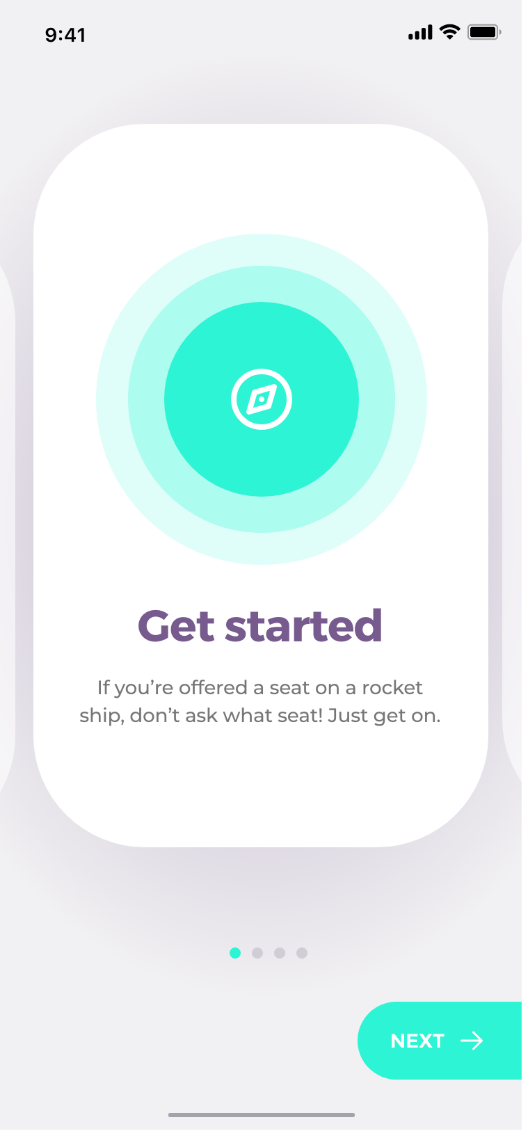 9:41
Get started
If you’re offered a seat on a rocket
ship, don’t ask what seat! Just get on.
NEXT